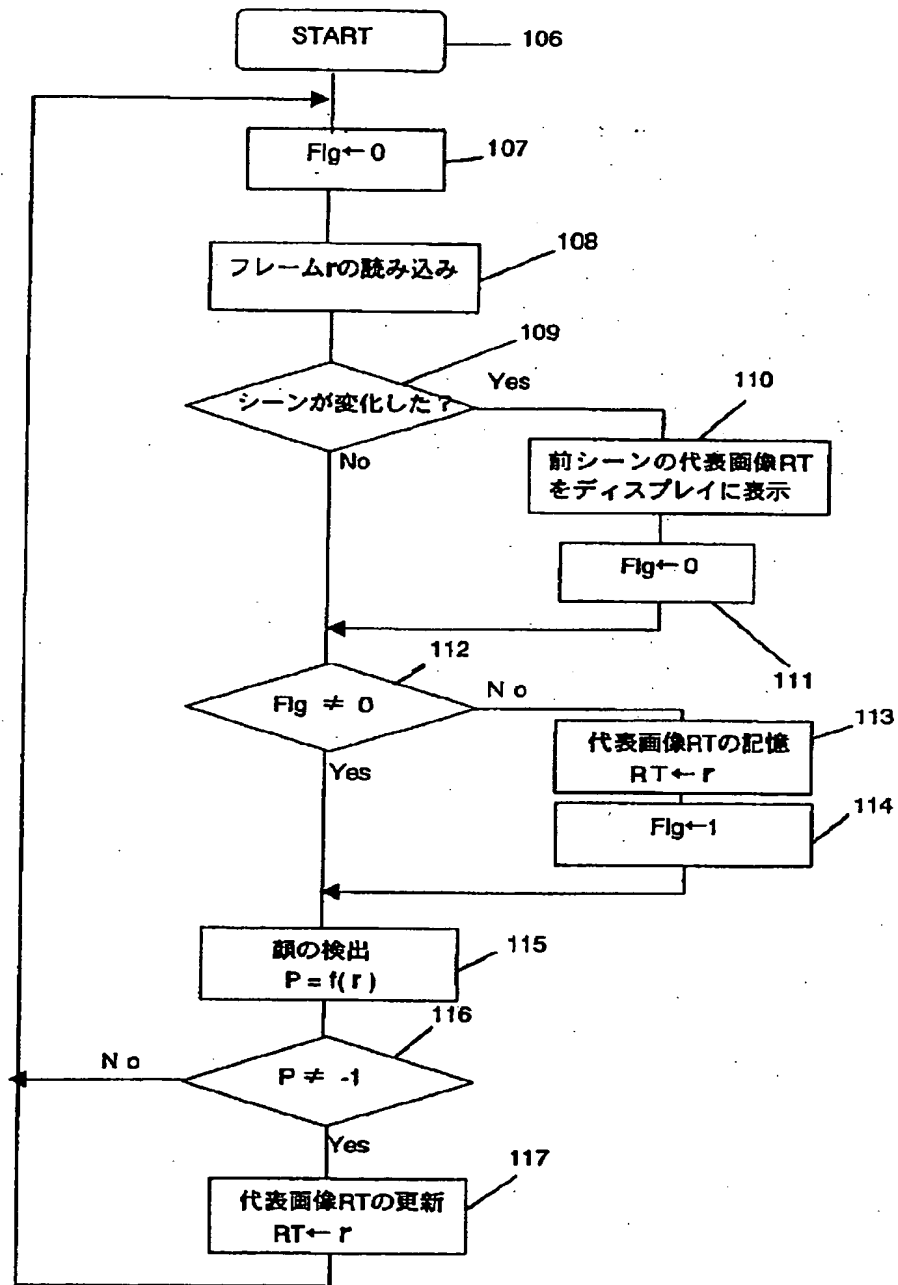 START
106
Flg←0
107
フレームrの読み込み
108
109
シーンが変化した？
Yes
No
110
前シーンの代表画像RT
をディスプレイに表示
Flg←0
111
112
Flg ≠ 0
No
Yes
113
代表画像RTの記憶
RT←r
114
Flg←1
顔の検出
P = f(r)
115
116
P ≠ -1
No
Yes
117
代表画像RTの更新
RT←r